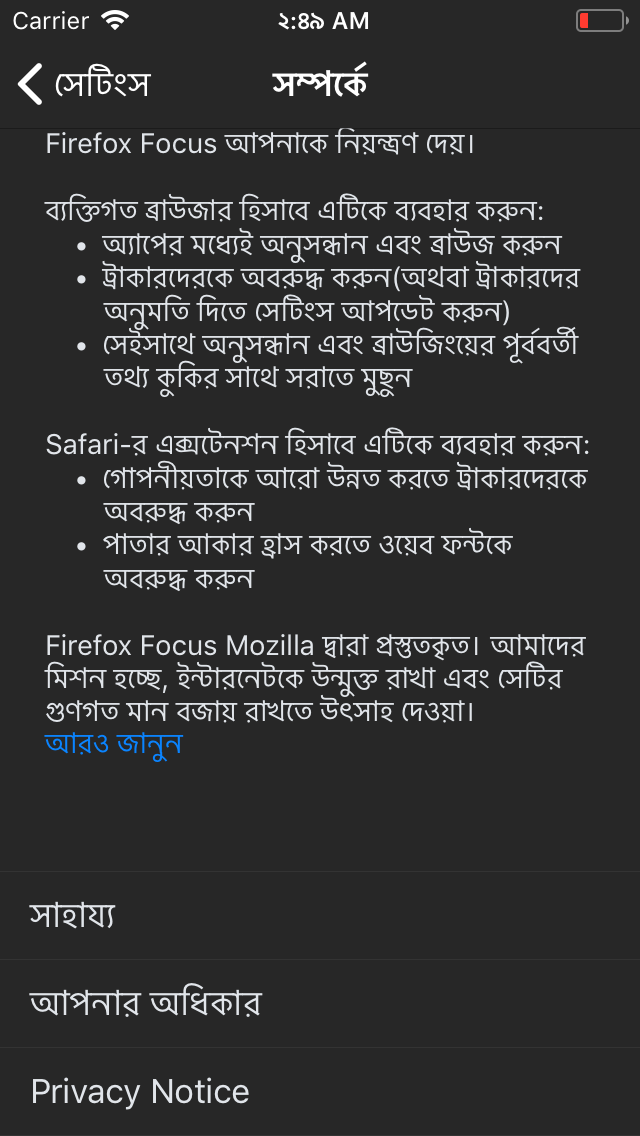 Carrier ২:৪৯ AM
সেটিংস সম্পর্কে
Firefox Focus আপনাকে নিয়ন্ত্রণ দেয়।
ব্যক্তিগত ব্রাউজার হিসাবে এটিকে ব্যবহার করুন:
• অ্যাপের মধ্যেই অনুসন্ধান এবং ব্রাউজ করুন
• ট্রাকারদেরকে অবরুদ্ধ করুন(অথবা ট্রাকারদের
অনুমতি দিতে সেটিংস আপডেট করুন)
• সেইসাথে অনুসন্ধান এবং ব্রাউজিংয়ের পূর্ববর্তী
তথ্য কুকির সাথে সরাতে মুছুন
Safari-র এক্সটেনশন হিসাবে এটিকে ব্যবহার করুন:
• গোপনীয়তাকে আরো উন্নত করতে ট্রাকারদেরকে
অবরুদ্ধ করুন
• পাতার আকার হ্রাস করতে ওয়েব ফন্টকে
অবরুদ্ধ করুন
Firefox Focus Mozilla দ্বারা প্রস্তুতকৃত। আমাদের
মিশন হচ্ছে, ইন্টারনেটকে উন্মুক্ত রাখা এবং সেটির
গুণগত মান বজায় রাখতে উৎসাহ দেওয়া।
আরও জানুন
সাহায্য
আপনার অধিকার
Privacy Notice